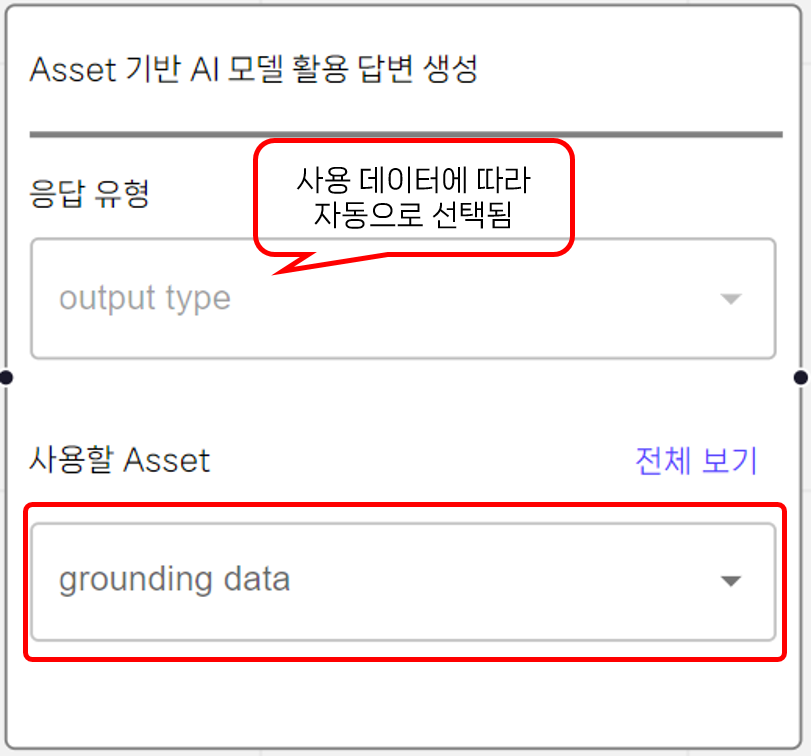 Asset 기반 AI 모델 활용 답변 생성
응답 유형
사용 데이터에 따라
자동으로 선택됨
output type
사용할 Asset
전체 보기
grounding data